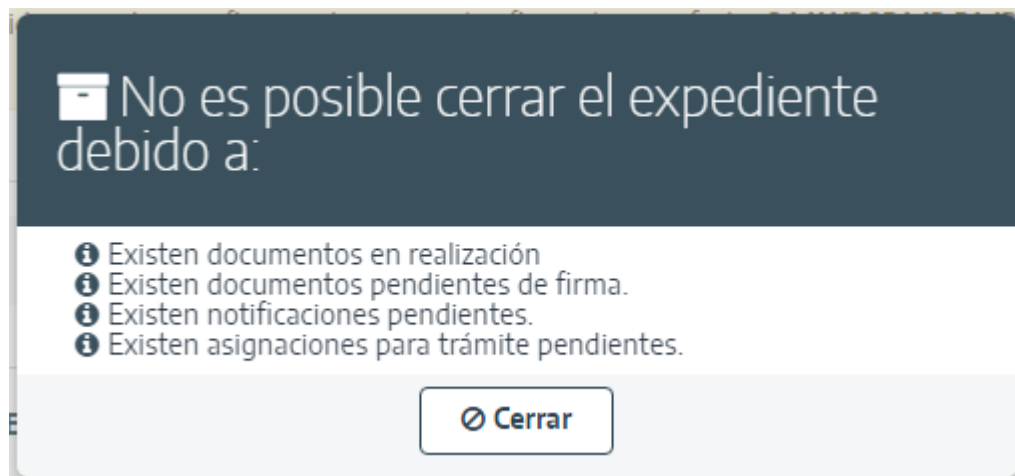 No es posible cerrar el expediente
debido a:
Existen documentos en realización
Existen documentos pendientes de firma.
Existen notificaciones pendientes.
Existen asignaciones para trámite pendientes.
Cerrar